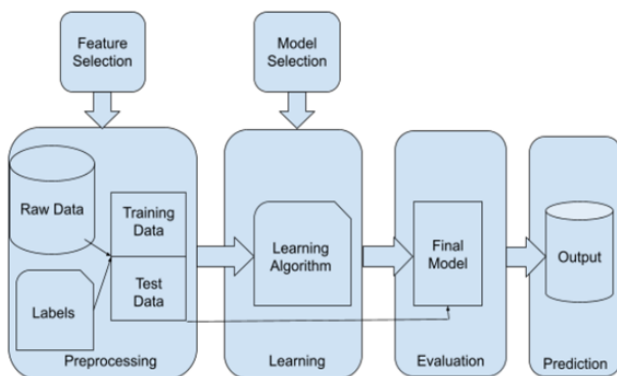 Feature
Selection
Model
Selection
Raw Data
Training
Data
Test
Data
Labels
Preprocessing
Learning
Algorithm
Learning
Final
Model
Evaluation
Output
Prediction